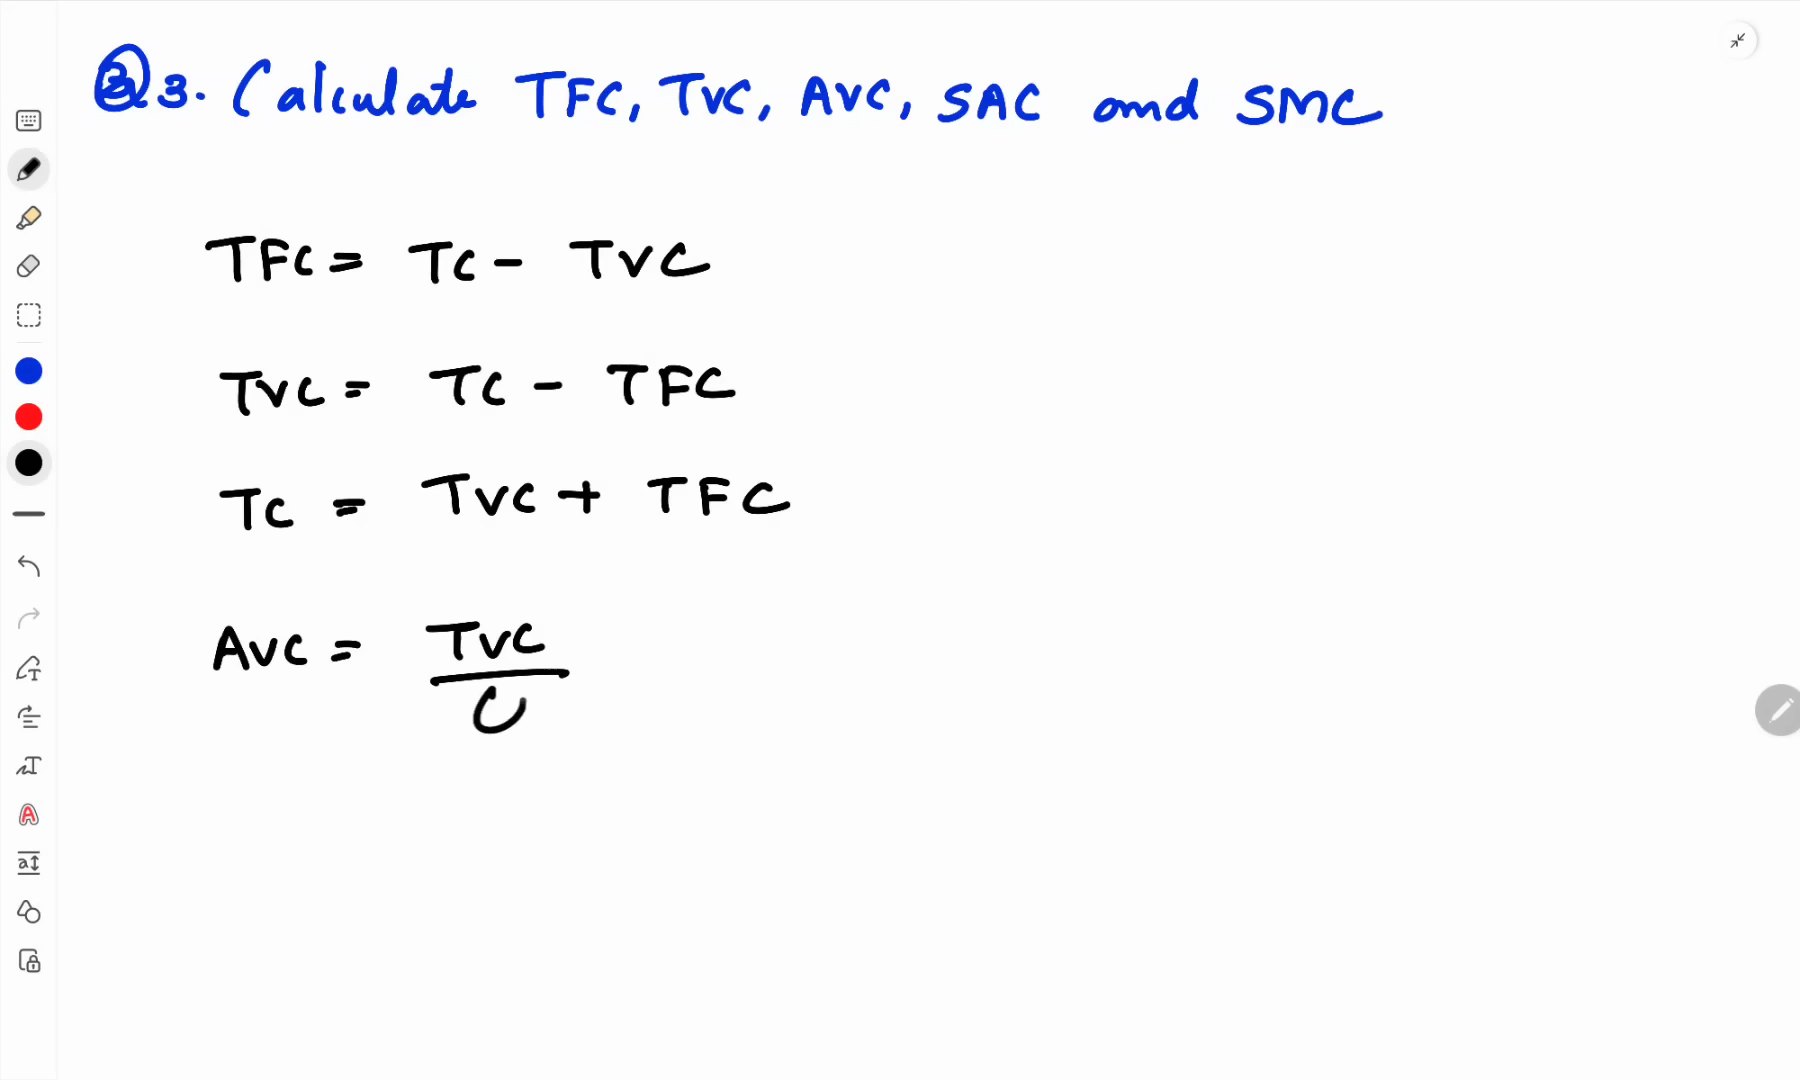 Q3. Calculate TFC, TVC, AVC, SAC and SMC
TFC = TC - TVC
TVC = TC - TFC
TC = TVC + TFC
AVC = TVC